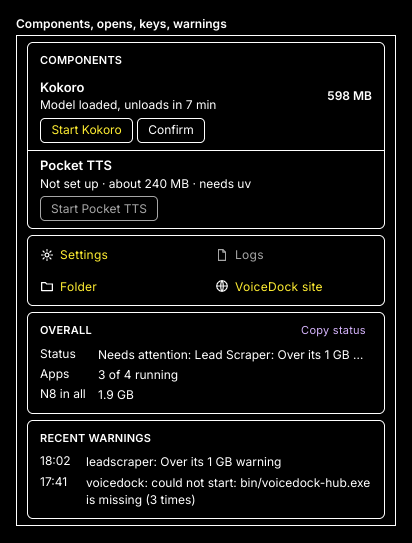 Components, opens, keys, warnings
COMPONENTS
Kokoro
Model loaded, unloads in 7 min
598 MB
Start Kokoro
Confirm
Pocket TTS
Not set up · about 240 MB · needs uv
Start Pocket TTS
Settings
Logs
Folder
VoiceDock site
OVERALL
Copy status
Status Needs attention: Lead Scraper: Over its 1 GB ...
Apps 3 of 4 running
N8 in all 1.9 GB
RECENT WARNINGS
18:02 leadscraper: Over its 1 GB warning
17:41 voicedock: could not start: bin/voicedock-hub.exe
is missing (3 times)